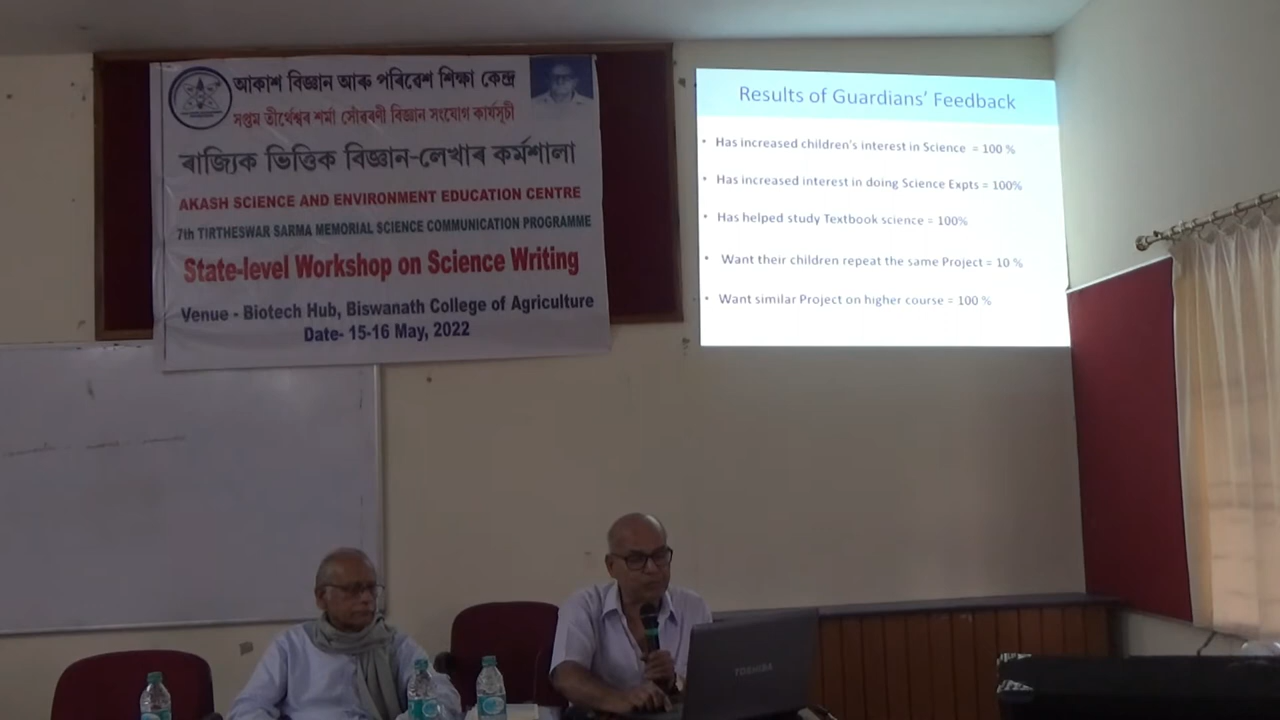 আকাশ বিজ্ঞান আৰু পৰিৱেশ শিক্ষা কেন্দ্ৰ
সপ্তম তীৰ্থেশ্বৰ শৰ্মা সোঁৱৰণী বিজ্ঞান সংযোগ কাৰ্যসূচী
ৰাজ্যিক ভিত্তিক বিজ্ঞান-লেখাৰ কৰ্মশালা
AKASH SCIENCE AND ENVIRONMENT EDUCATION CENTRE
7th TIRTHESWAR SARMA MEMORIAL SCIENCE COMMUNICATION PROGRAMME
State-level Workshop on Science Writing
Venue - Biotech Hub, Biswanath College of Agriculture
Date- 15-16 May, 2022
Results of Guardians' Feedback
• Has increased children's interest in Science = 100 %
• Has increased interest in doing Science Expts = 100%
• Has helped study Textbook science = 100%
• Want their children repeat the same Project = 10 %
• Want similar Project on higher course = 100 %
TOSHIBA